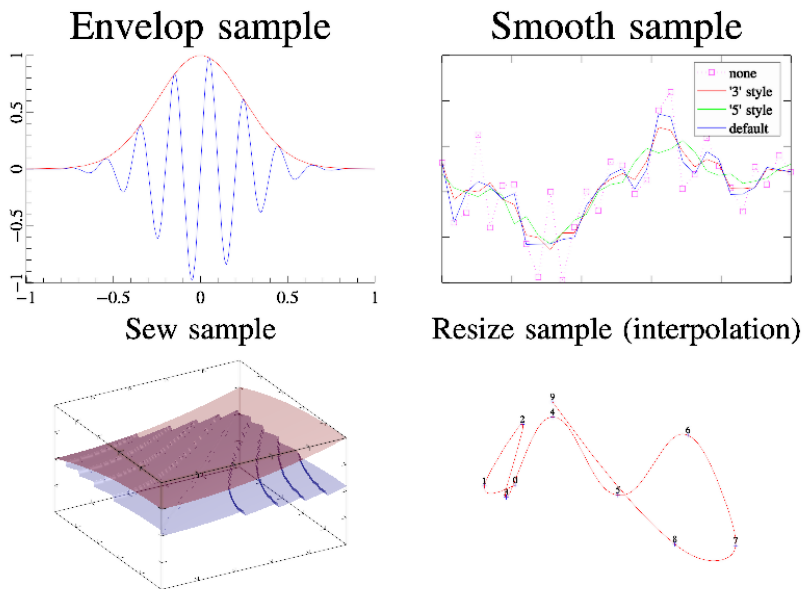 Envelop sample
Smooth sample
1
0.5
0
−0.5
−1
−1
−0.5
0
0.5
1
none
'3' style
'5' style
default
Sew sample
Resize sample (interpolation)
9
2
4
6
1
0
3
5
8
7